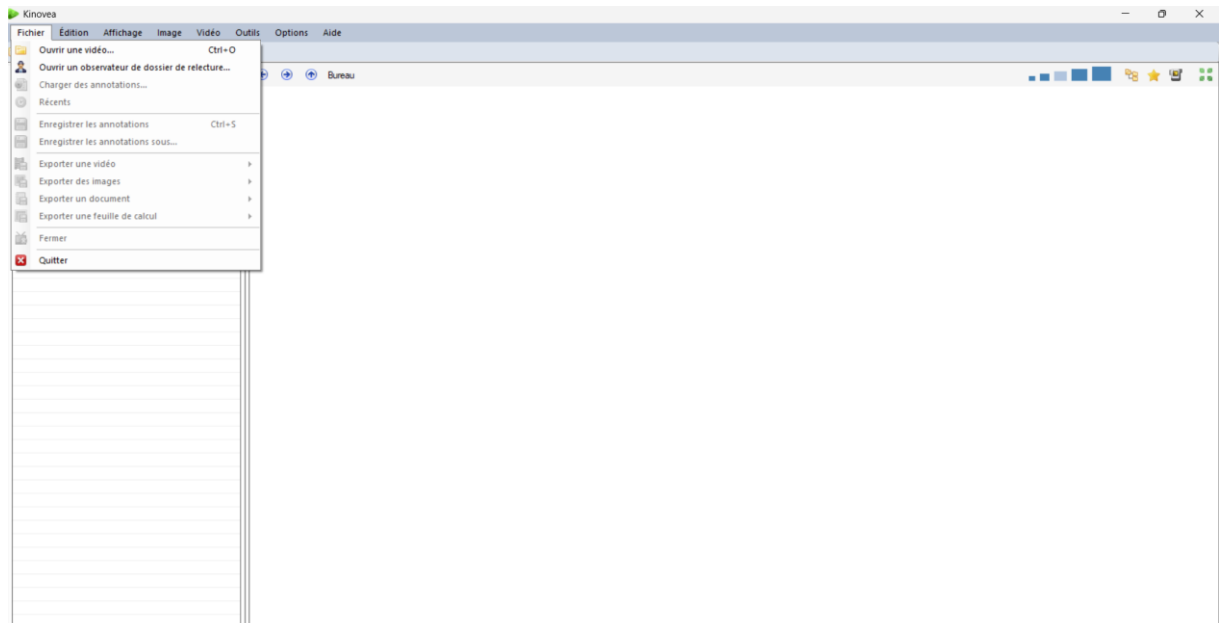 Kinovea
Fichier Édition Affichage Image Vidéo Outils Options Aide
Ouvrir une vidéo... Ctrl+O
Ouvrir un observateur de dossier de relecture...
Bureau
Charger des annotations...
Récents
Enregistrer les annotations Ctrl+S
Enregistrer les annotations sous...
Exporter une vidéo
Exporter des images
Exporter un document
Exporter une feuille de calcul
Fermer
Quitter